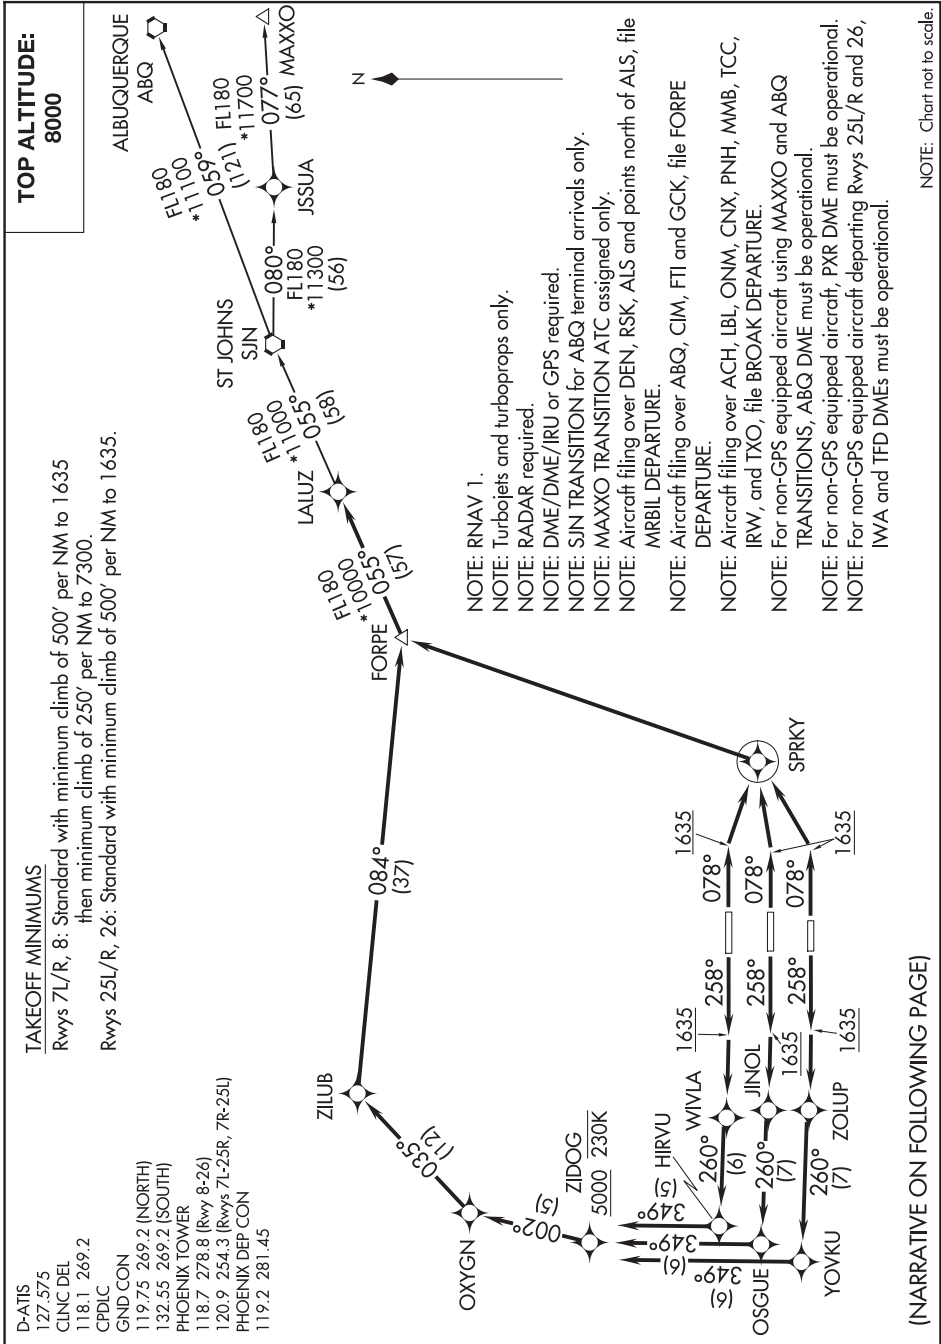 D-ATIS
127.575
CLNC DEL
118.1 269.2
CPDLC
GND CON
119.75 269.2 (NORTH)
132.55 269.2 (SOUTH)
PHOENIX TOWER
118.7 278.8 (Rwy 8-26)
120.9 254.3 (Rwys 7L-25R, 7R-25L)
PHOENIX DEP CON
119.2 281.45
TAKEOFF MINIMUMS
Rwys 7L/R, 8: Standard with minimum climb of 500' per NM to 1635
then minimum climb of 250' per NM to 7300.
Rwys 25L/R, 26: Standard with minimum climb of 500' per NM to 1635.
TOP ALTITUDE:
8000
ALBUQUERQUE
ABQ
FL180
*11100
059°
(121)
FL180
*11700
077°
(65)
MAXXO
JSSUA
080°
FL180
*11300
(56)
ST JOHNS
SJN
FL180
*11000
055°
(58)
LALUZ
FL180
*10000
055°
(57)
FORPE
084°
(37)
ZILUB
035°
(12)
OXYGN
002°
(5)
ZIDOG
5000 230K
N
NOTE: RNAV 1.
NOTE: Turbojets and turboprops only.
NOTE: RADAR required.
NOTE: DME/DME/IRU or GPS required.
NOTE: SJN TRANSITION for ABQ terminal arrivals only.
NOTE: MAXXO TRANSITION ATC assigned only.
NOTE: Aircraft filing over DEN, RSK, ALS and points north of ALS, file
MRBIL DEPARTURE.
NOTE: Aircraft filing over ABQ, CIM, FTI and GCK, file FORPE
DEPARTURE.
NOTE: Aircraft filing over ACH, LBL, ONM, CNX, PNH, MMB, TCC,
IRW, and TXO, file BROAK DEPARTURE.
NOTE: For non-GPS equipped aircraft using MAXXO and ABQ
TRANSITIONS, ABQ DME must be operational.
NOTE: For non-GPS equipped aircraft, PXR DME must be operational.
NOTE: For non-GPS equipped aircraft departing Rwys 25L/R and 26,
IWA and TFD DMEs must be operational.
349°
(5)
HIRVU
349°
(6)
349°
(6)
OSGUE
YOVKU
WIVLA
260°
(6)
JINOL
260°
(7)
ZOLUP
260°
(7)
1635
258°
078°
1635
1635
258°
078°
1635
258°
078°
1635
SPRKY
(NARRATIVE ON FOLLOWING PAGE)
NOTE: Chart not to scale.